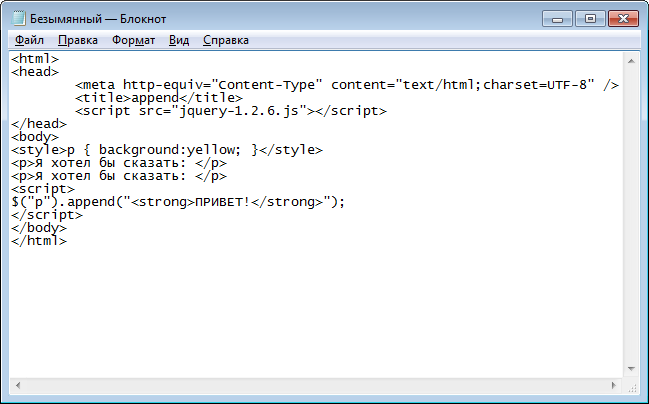 Безымянный — Блокнот
Файл Правка Формат Вид Справка
<html>
<head>
        <meta http-equiv="Content-Type" content="text/html;charset=UTF-8" />
        <title>append</title>
        <script src="jquery-1.2.6.js"></script>
</head>
<body>
<style>p { background:yellow; }</style>
<p>Я хотел бы сказать: </p>
<p>Я хотел бы сказать: </p>
<script>
$("p").append("<strong>ПРИВЕТ!</strong>");
</script>
</body>
</html>